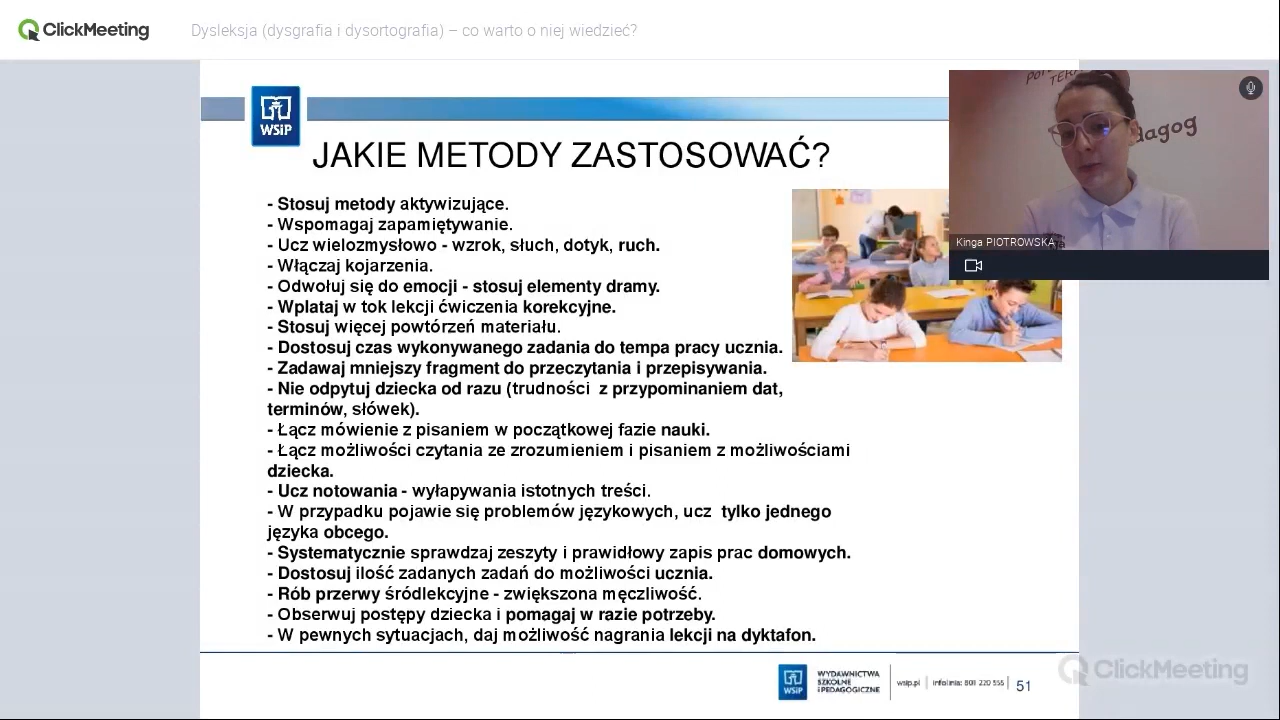 ClickMeeting
Dysleksja (dysgrafia i dysortografia) – co warto o niej wiedzieć?
WSiP
JAKIE METODY ZASTOSOWAĆ?
- Stosuj metody aktywizujące.
- Wspomagaj zapamiętywanie.
- Ucz wielozmysłowo - wzrok, słuch, dotyk, ruch.
- Włączaj kojarzenia.
- Odwołuj się do emocji - stosuj elementy dramy.
- Wplataj w tok lekcji ćwiczenia korekcyjne.
- Stosuj więcej powtórzeń materiału.
- Dostosuj czas wykonywanego zadania do tempa pracy ucznia.
- Zadawaj mniejszy fragment do przeczytania i przepisywania.
- Nie odpytuj dziecka od razu (trudności z przypominaniem dat,
terminów, słówek).
- Łącz mówienie z pisaniem w początkowej fazie nauki.
- Łącz możliwości czytania ze zrozumieniem i pisaniem z możliwościami
dziecka.
- Ucz notowania - wyłapywania istotnych treści.
- W przypadku pojawie się problemów językowych, ucz tylko jednego
języka obcego.
- Systematycznie sprawdzaj zeszyty i prawidłowy zapis prac domowych.
- Dostosuj ilość zadanych zadań do możliwości ucznia.
- Rób przerwy śródlekcyjne - zwiększona męczliwość.
- Obserwuj postępy dziecka i pomagaj w razie potrzeby.
- W pewnych sytuacjach, daj możliwość nagrania lekcji na dyktafon.
dagog
Kinga PIOTROWSKA
WSiP
WYDAWNICTWA
SZKOLNE
i PEDAGOGICZNE
wsip.pl
infolinia: 801 220 555
51
ClickMeeting